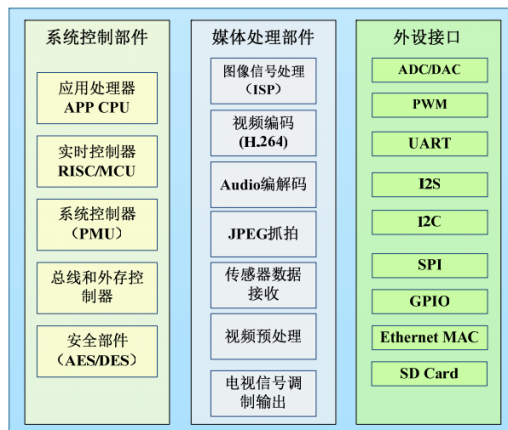 系统控制部件
应用处理器
APP CPU
实时控制器
RISC/MCU
系统控制器
（PMU）
总线和外存控
制器
安全部件
（AES/DES）
媒体处理部件
图像信号处理
（ISP）
视频编码
(H.264)
Audio编解码
JPEG抓拍
传感器数据
接收
视频预处理
电视信号调
制输出
外设接口
ADC/DAC
PWM
UART
I2S
I2C
SPI
GPIO
Ethernet MAC
SD Card